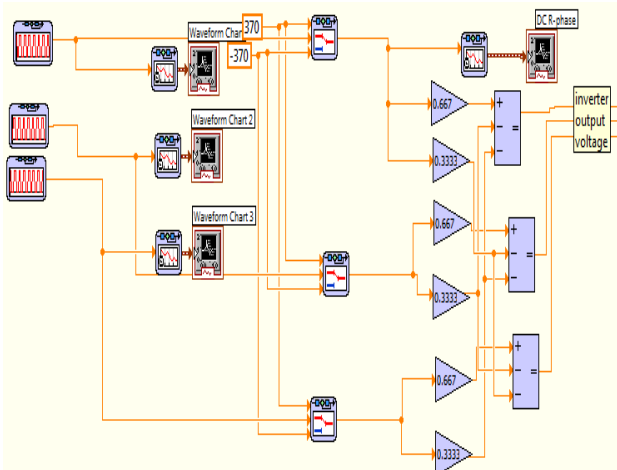 Waveform Char
370
DC R-phase
-370
0.667
inverter
output
voltage
+
−
−
=
Waveform Chart 2
0.3333
Waveform Chart 3
0.667
+
−
−
=
0.3333
+
−
−
=
0.667
0.3333